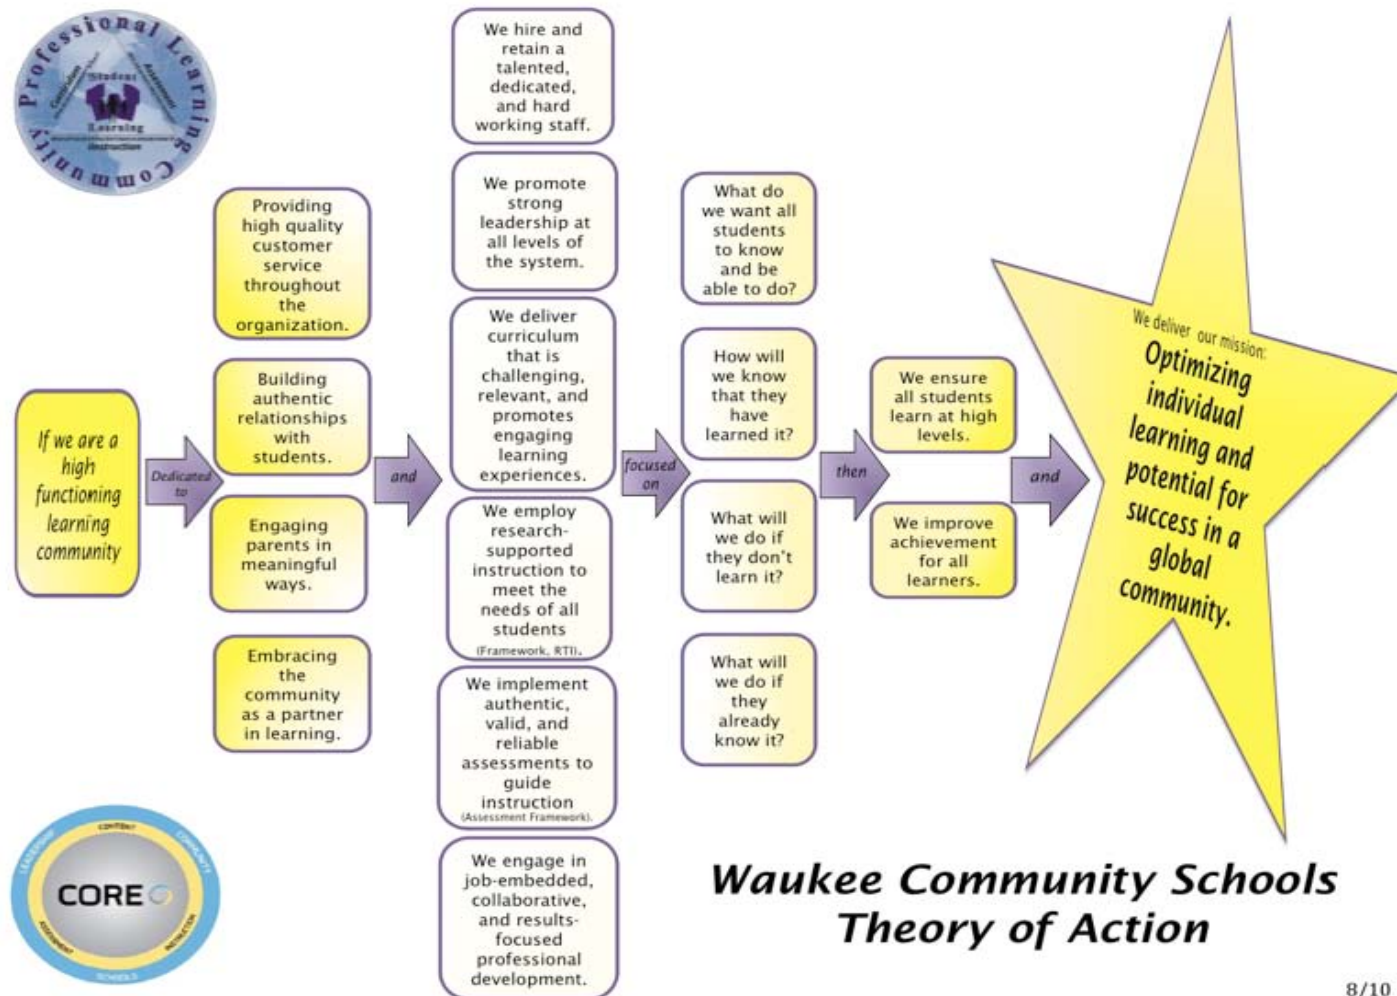 Professional Learning Community
Curriculum
Assessment
Student
Learning
Instruction
If we are a
high
functioning
learning
community
Dedicated
to
Providing
high quality
customer
service
throughout
the
organization.
Building
authentic
relationships
with
students.
Engaging
parents in
meaningful
ways.
Embracing
the
community
as a partner
in learning.
and
We hire and
retain a
talented,
dedicated,
and hard
working staff.
We promote
strong
leadership at
all levels of
the system.
We deliver
curriculum
that is
challenging,
relevant, and
promotes
engaging
learning
experiences.
We employ
research-
supported
instruction to
meet the
needs of all
students
(Framework, RTI).
We implement
authentic,
valid, and
reliable
assessments to
guide
instruction
(Assessment Framework).
We engage in
job-embedded,
collaborative,
and results-
focused
professional
development.
focused
on
What do
we want all
students
to know
and be
able to do?
How will
we know
that they
have
learned it?
What will
we do if
they don't
learn it?
What will
we do if
they
already
know it?
then
We ensure
all students
learn at high
levels.
We improve
achievement
for all
learners.
and
We deliver our mission:
Optimizing
individual
learning and
potential for
success in a
global
community.
LEADERSHIP
COMMUNITY
SCHOOLS
CONTENT
ASSESSMENT
INSTRUCTION
CORE
Waukee Community Schools
Theory of Action
8/10